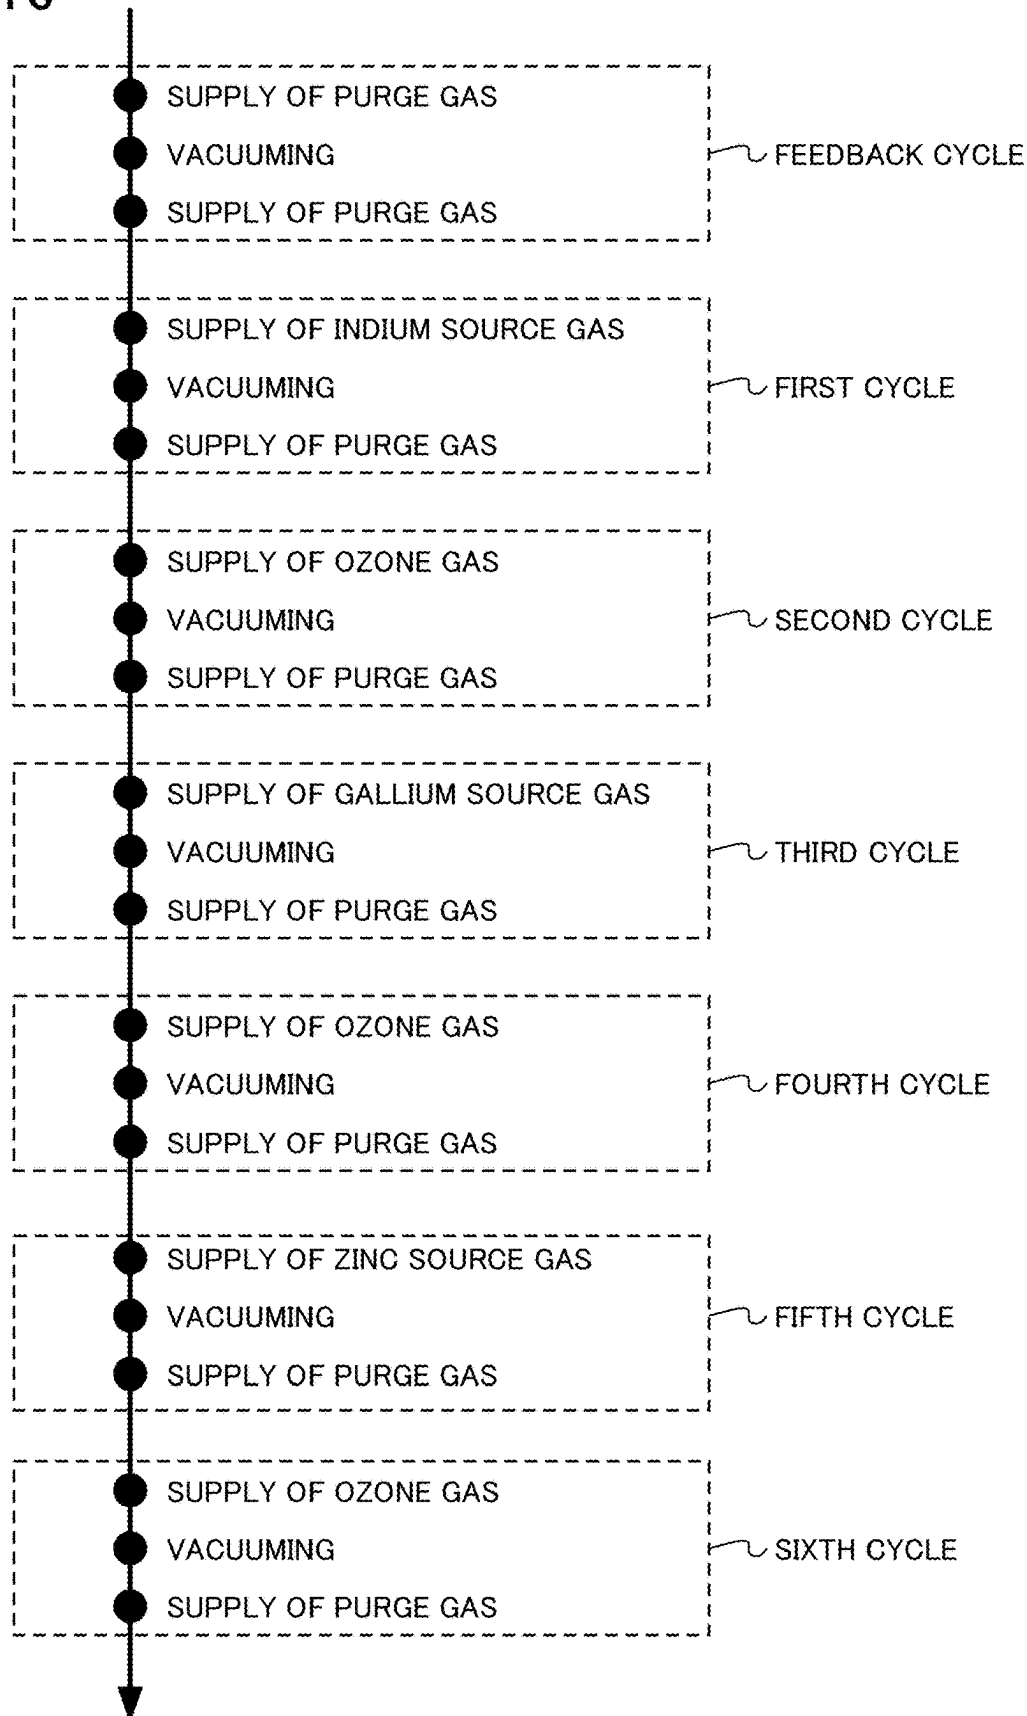 SUPPLY OF PURGE GAS
VACUUMING
SUPPLY OF PURGE GAS
FEEDBACK CYCLE
SUPPLY OF INDIUM SOURCE GAS
VACUUMING
SUPPLY OF PURGE GAS
FIRST CYCLE
SUPPLY OF OZONE GAS
VACUUMING
SUPPLY OF PURGE GAS
SECOND CYCLE
SUPPLY OF GALLIUM SOURCE GAS
VACUUMING
SUPPLY OF PURGE GAS
THIRD CYCLE
SUPPLY OF OZONE GAS
VACUUMING
SUPPLY OF PURGE GAS
FOURTH CYCLE
SUPPLY OF ZINC SOURCE GAS
VACUUMING
SUPPLY OF PURGE GAS
FIFTH CYCLE
SUPPLY OF OZONE GAS
VACUUMING
SUPPLY OF PURGE GAS
SIXTH CYCLE